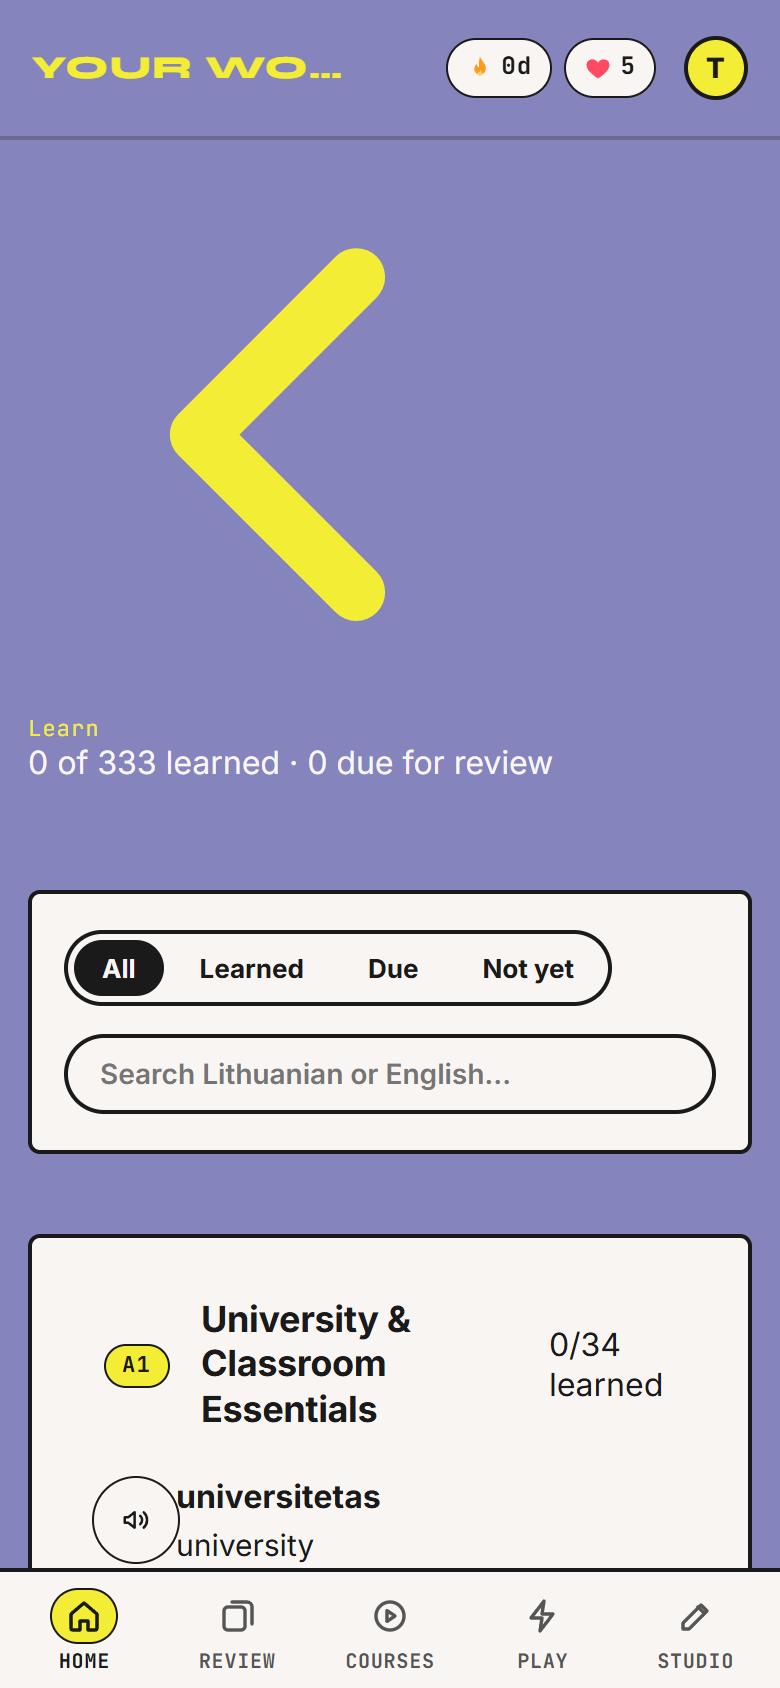 YOUR WO...
0d
5
T
Learn
0 of 333 learned · 0 due for review
All
Learned
Due
Not yet
Search Lithuanian or English...
A1
University &
Classroom
Essentials
0/34
learned
universitetas
university
HOME
REVIEW
COURSES
PLAY
STUDIO